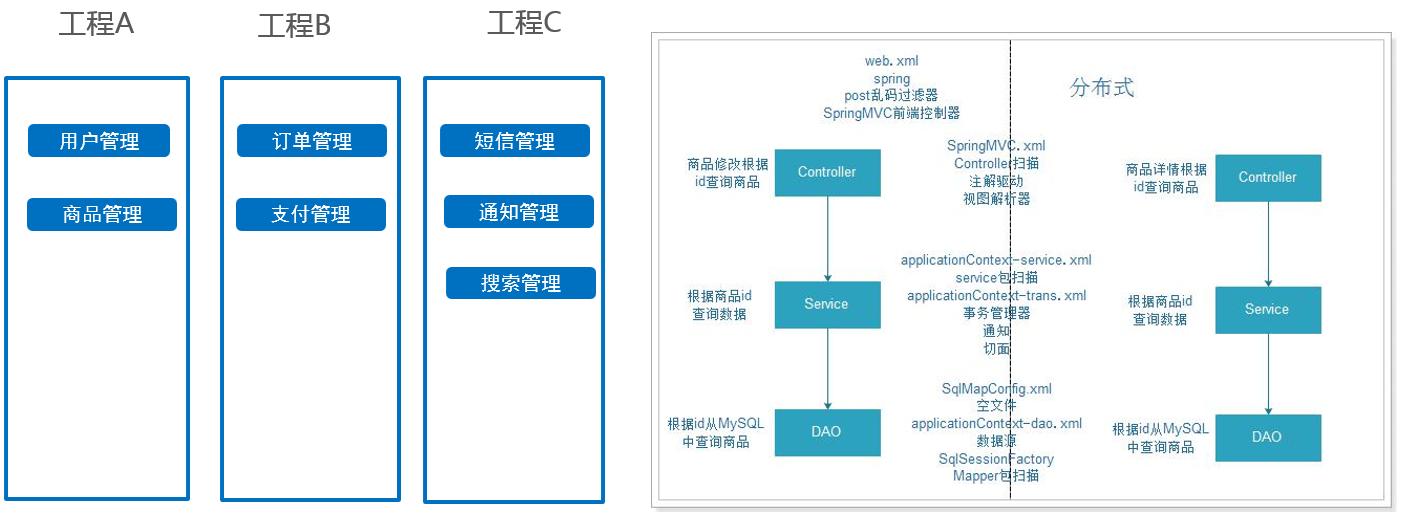 工程A
工程B
工程C
用户管理
商品管理
订单管理
支付管理
短信管理
通知管理
搜索管理
web.xml
spring
post乱码过滤器
SpringMVC前端控制器
分布式
商品修改根据
id查询商品
Controller
SpringMVC.xml
Controller扫描
注解驱动
视图解析器
商品详情根据
id查询商品
Controller
根据商品id
查询数据
Service
applicationContext-service.xml
service包扫描
applicationContext-trans.xml
事务管理器
通知
切面
根据商品id
查询数据
Service
根据id从MySQL
中查询商品
DAO
SqlMapConfig.xml
空文件
applicationContext-dao.xml
数据源
SqlSessionFactory
Mapper包扫描
根据id从MySQL
中查询商品
DAO